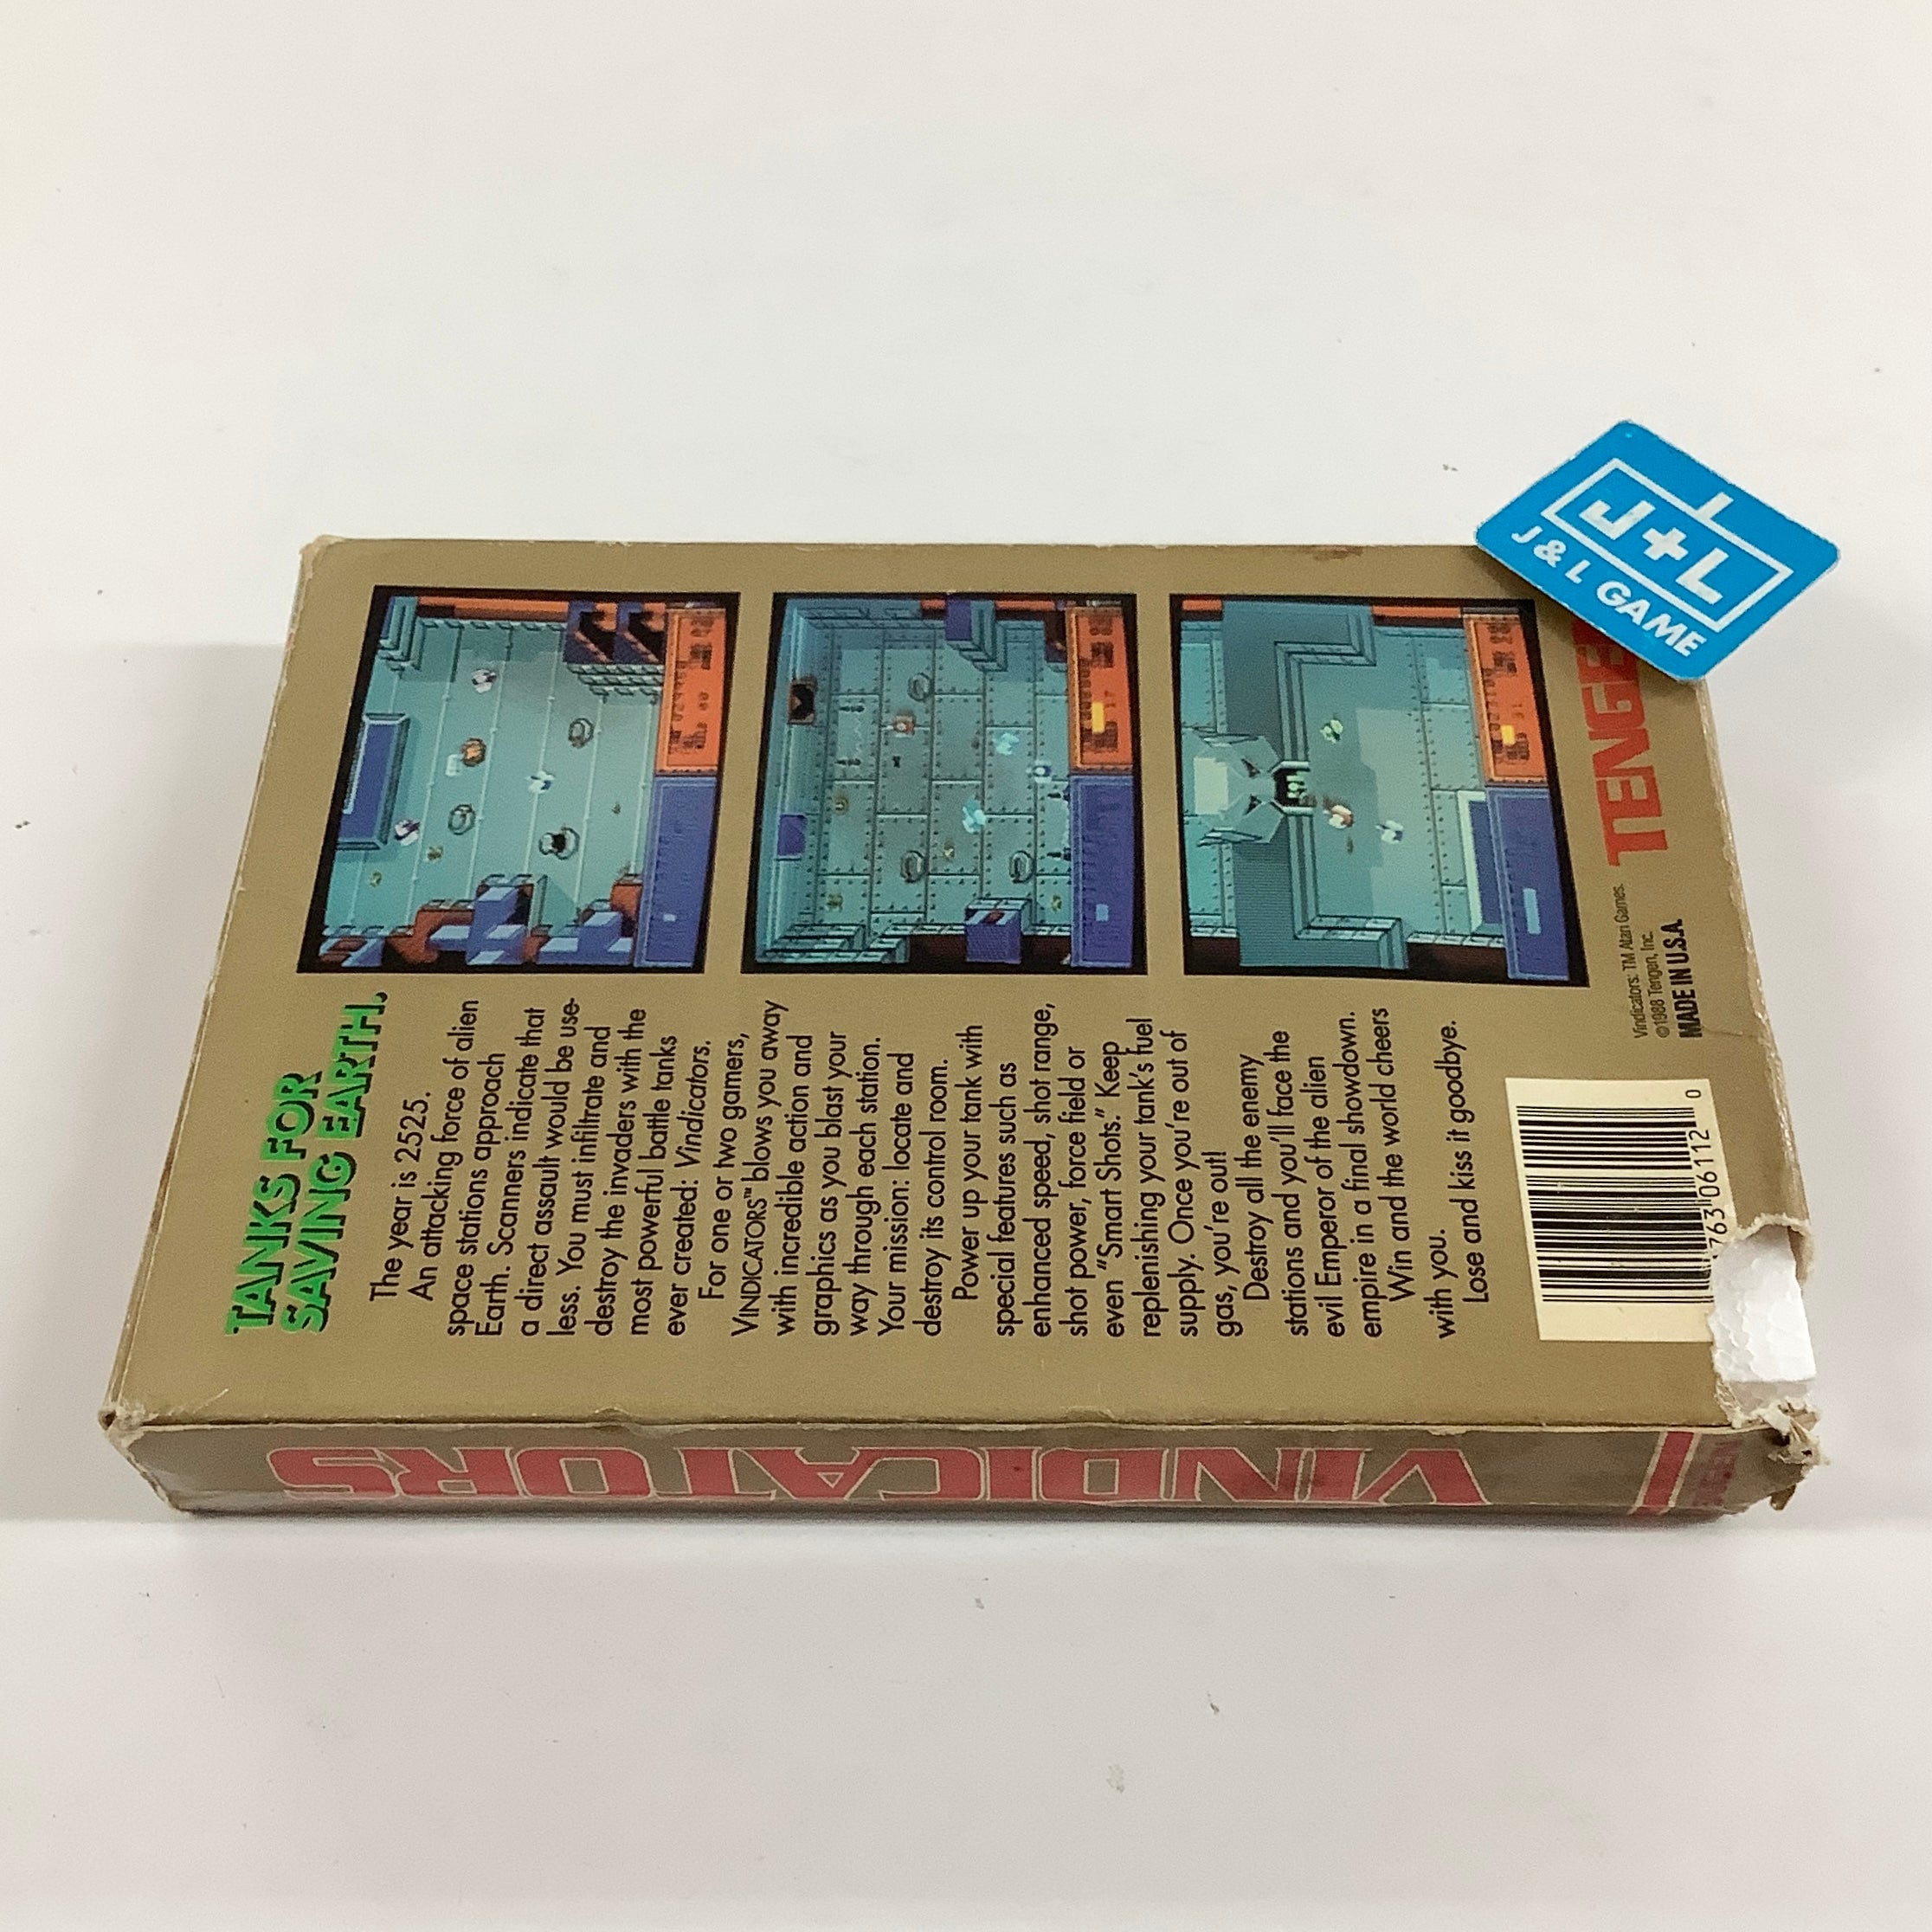 TANKS FOR
SAVING EARTH.
The year is 2525.
An attacking force of alien
space stations approach
Earth. Scanners indicate that
a direct assault would be use-
less. You must infiltrate and
destroy the invaders with the
most powerful battle tanks
ever created: Vindicators.
For one or two gamers,
VINDICATORS™ blows you away
with incredible action and
graphics as you blast your
way through each station.
Your mission: locate and
destroy its control room.
Power up your tank with
special features such as
enhanced speed, shot range,
shot power, force field or
even "Smart Shots." Keep
replenishing your tank's fuel
supply. Once you're out of
gas, you're out!
Destroy all the enemy
stations and you'll face the
evil Emperor of the alien
empire in a final showdown.
Win and the world cheers
with you.
Lose and kiss it goodbye.
763 06112 0
Vindicators: TM Atari Games.
©1988 Tengen, Inc.
MADE IN U.S.A.
TENGE
J+L
J & L GAME
VINDICATORS